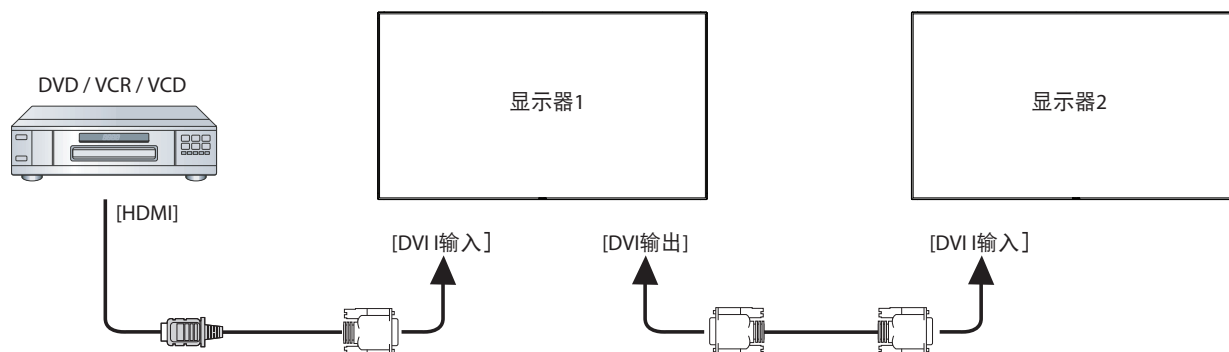 DVD / VCR / VCD
显示器1
显示器2
[HDMI]
[DVI I输入］
[DVI输出]
[DVI I输入］